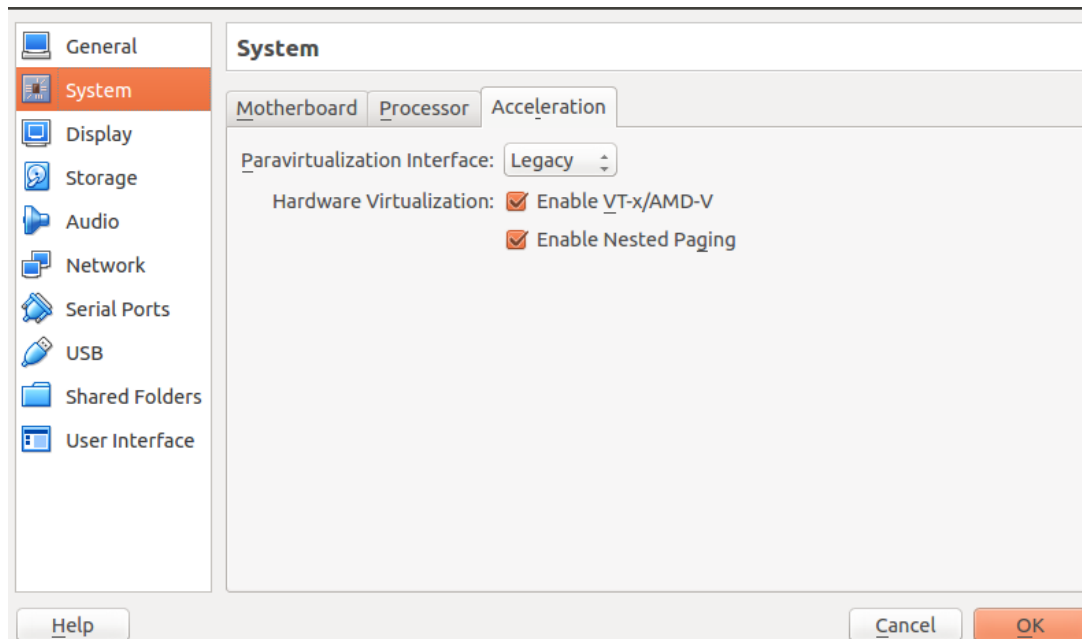 General
System
Display
Storage
Audio
Network
Serial Ports
USB
Shared Folders
User Interface
System
Motherboard Processor Acceleration
Paravirtualization Interface: Legacy
Hardware Virtualization: Enable VT-x/AMD-V
Enable Nested Paging
Help Cancel OK